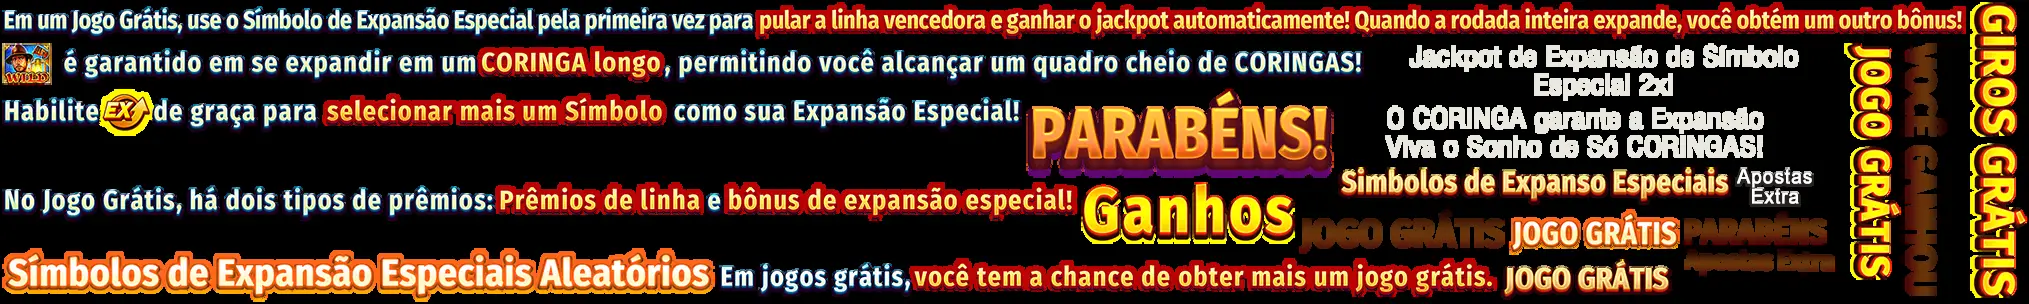 Em um Jogo Grátis, use o Símbolo de Expansão Especial pela primeira vez para pular a linha vencedora e ganhar o jackpot automaticamente! Quando a rodada inteira expande, você obtém um outro bônus!
WILD é garantido em se expandir em um CORINGA longo, permitindo você alcançar um quadro cheio de CORINGAS!
Jackpot de Expansão de Símbolo
Especial 2x!
Habilite EX de graça para selecionar mais um Símbolo como sua Expansão Especial!
PARABÉNS!
O CORINGA garante a Expansão
Viva o Sonho de Só CORINGAS!
Simbolos de Expanso Especiais
Apostas
Extra
No Jogo Grátis, há dois tipos de prêmios: Prêmios de linha e bônus de expansão especial!
Ganhos
JOGO GRÁTIS
JOGO GRÁTIS
PARABÉNS
Apostas Extra
Símbolos de Expansão Especiais Aleatórios
Em jogos grátis, você tem a chance de obter mais um jogo grátis.
JOGO GRÁTIS
JOGO GRÁTIS
VOCÊ GANHOU
GIROS GRÁTIS